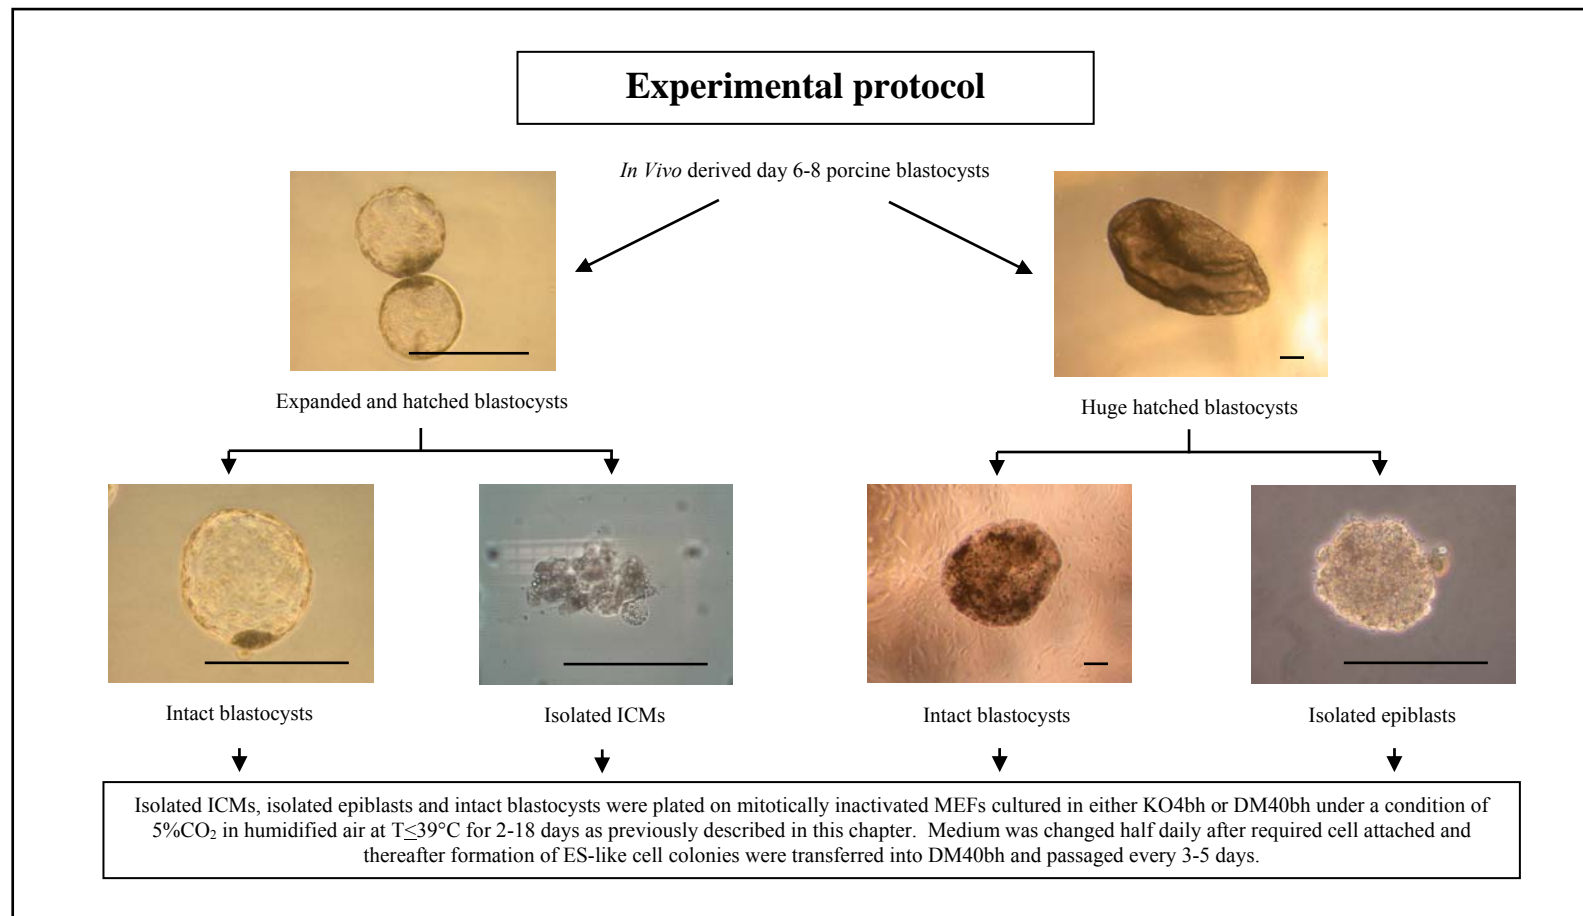 Experimental protocol
In Vivo derived day 6-8 porcine blastocysts
Expanded and hatched blastocysts
Huge hatched blastocysts
Intact blastocysts
Isolated ICMs
Intact blastocysts
Isolated epiblasts
Isolated ICMs, isolated epiblasts and intact blastocysts were plated on mitotically inactivated MEFs cultured in either KO4bh or DM40bh under a condition of
5%CO₂ in humidified air at T≤39°C for 2-18 days as previously described in this chapter.  Medium was changed half daily after required cell attached and
thereafter formation of ES-like cell colonies were transferred into DM40bh and passaged every 3-5 days.